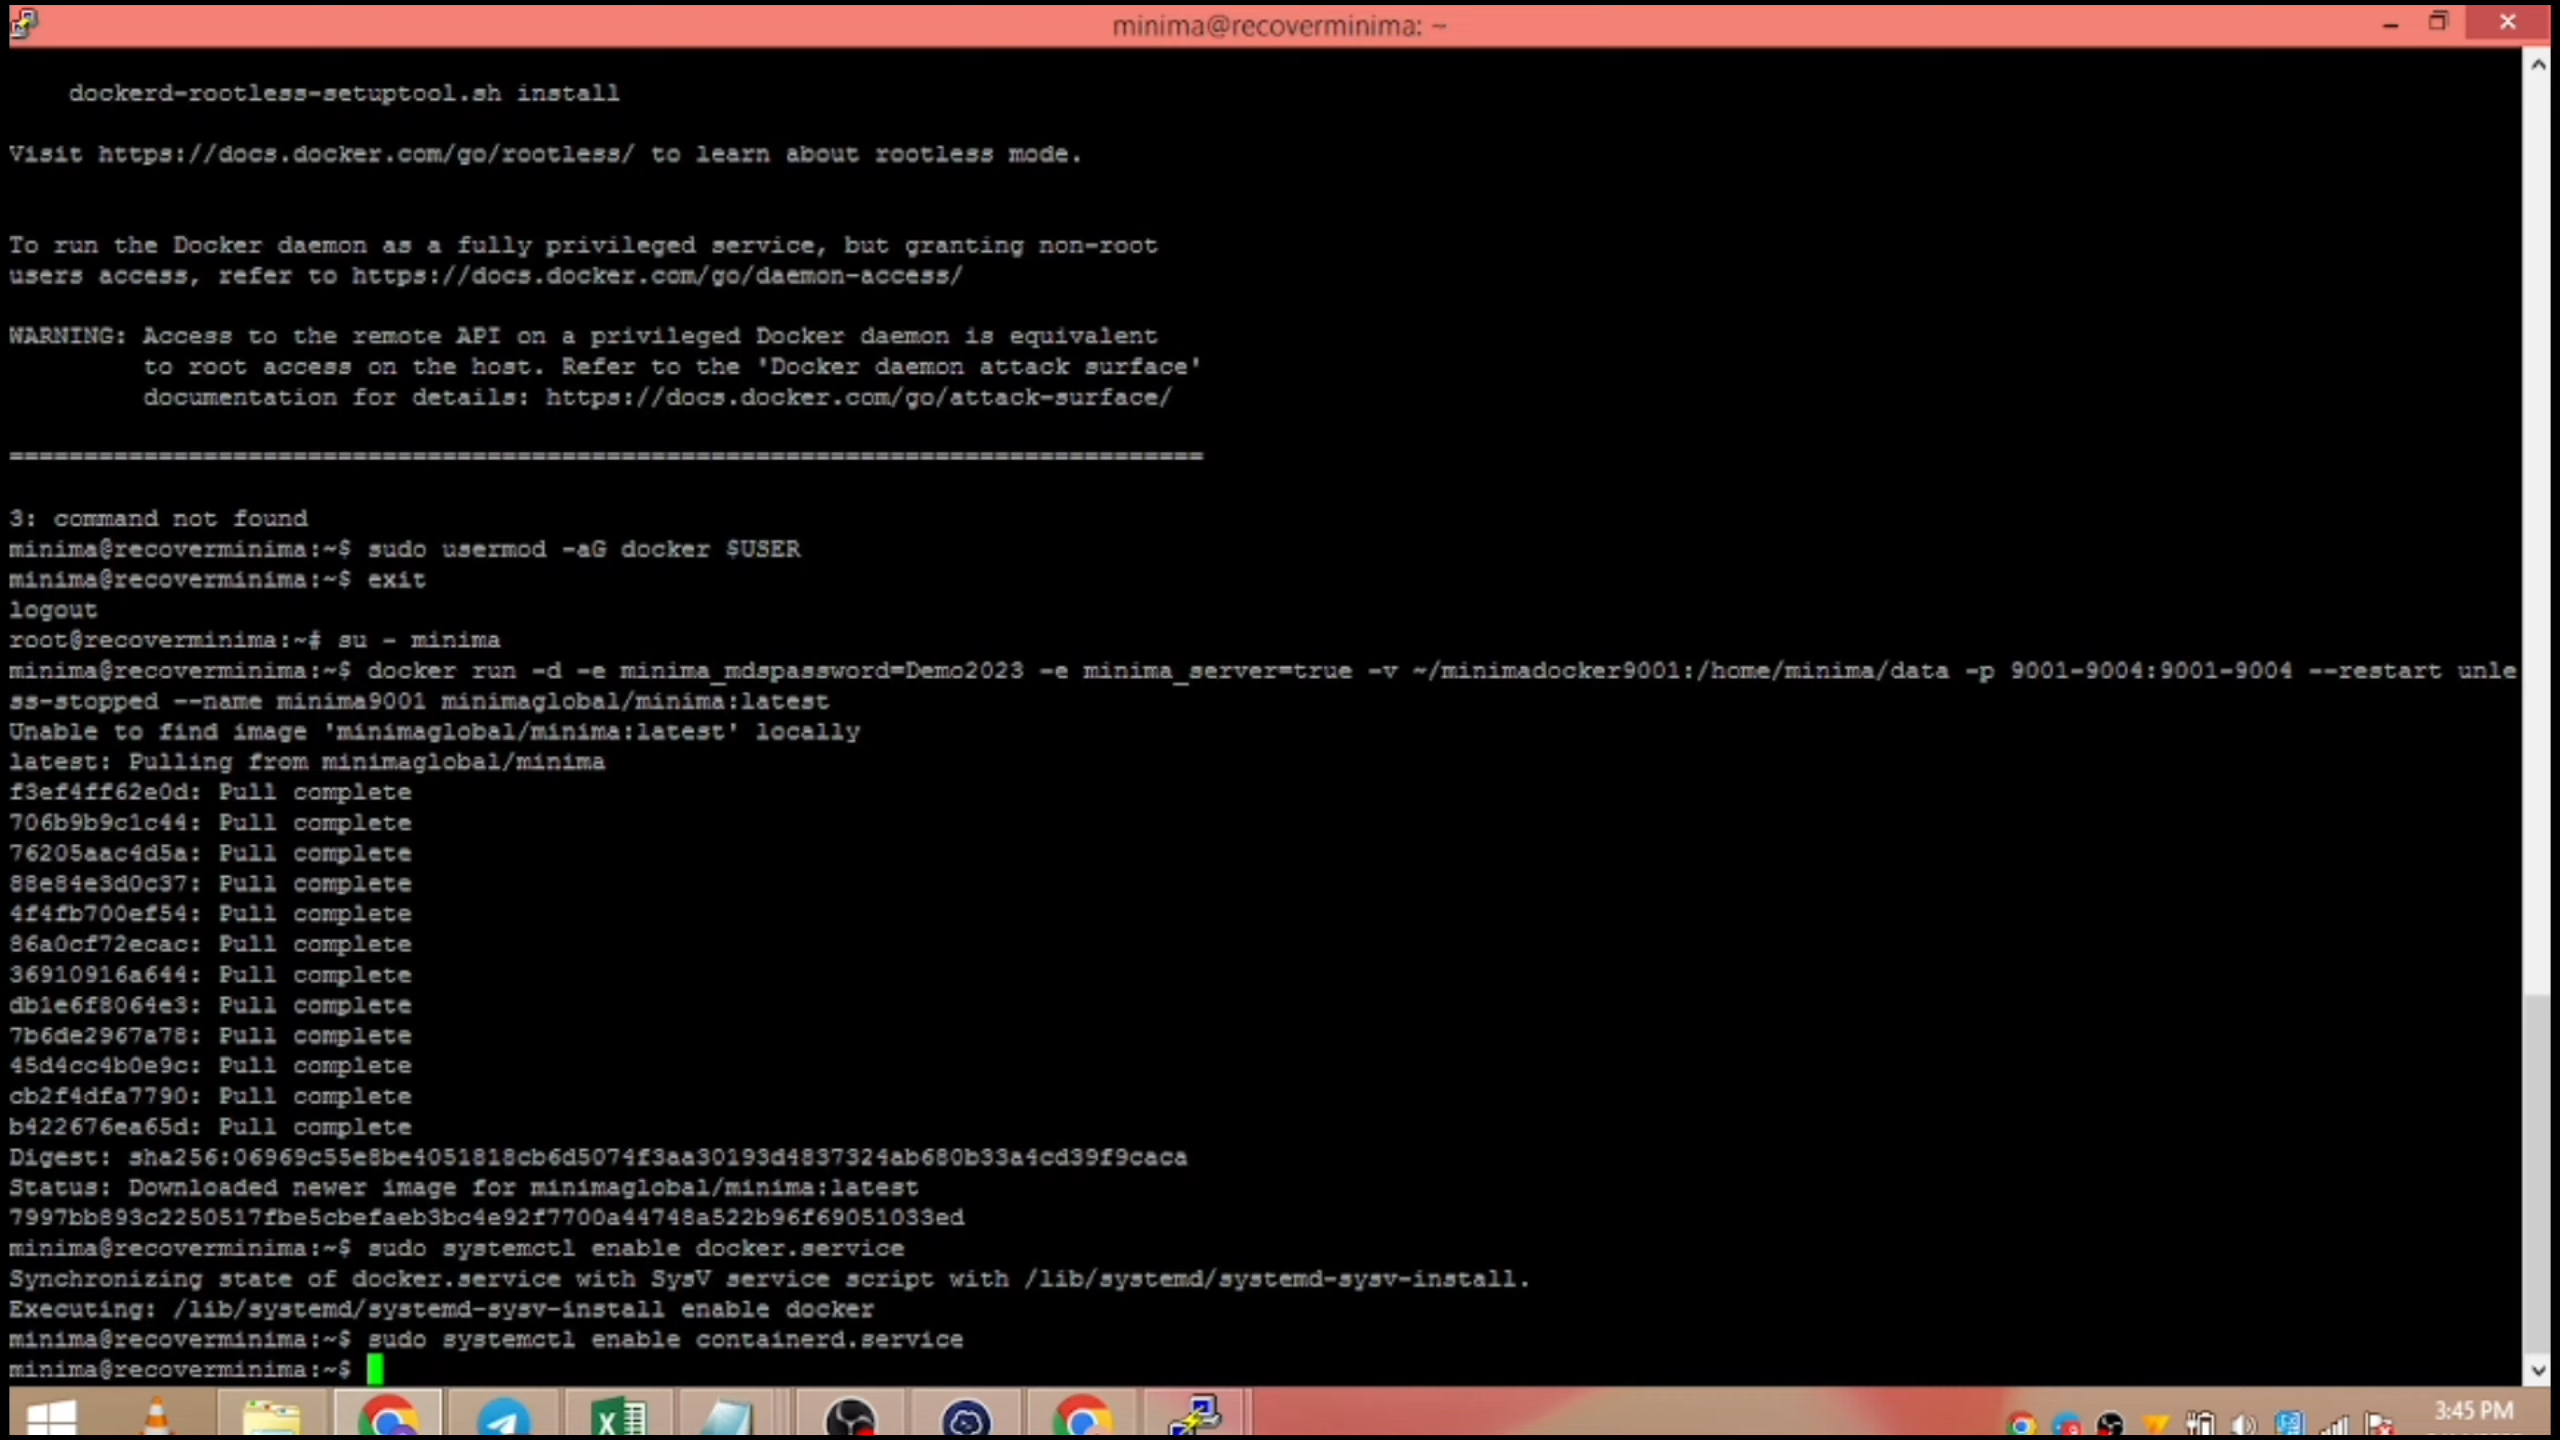 minima@recoverminima: ~
dockerd-rootless-setuptool.sh install
Visit https://docs.docker.com/go/rootless/ to learn about rootless mode.
To run the Docker daemon as a fully privileged service, but granting non-root
users access, refer to https://docs.docker.com/go/daemon-access/
WARNING: Access to the remote API on a privileged Docker daemon is equivalent
to root access on the host. Refer to the 'Docker daemon attack surface'
documentation for details: https://docs.docker.com/go/attack-surface/
================================================================================
3: command not found
minima@recoverminima:~$ sudo usermod -aG docker $USER
minima@recoverminima:~$ exit
logout
root@recoverminima:~# su - minima
minima@recoverminima:~$ docker run -d -e minima_mdspassword=Demo2023 -e minima_server=true -v ~/minimadocker9001:/home/minima/data -p 9001-9004:9001-9004 --restart unle
ss-stopped --name minima9001 minimaglobal/minima:latest
Unable to find image 'minimaglobal/minima:latest' locally
latest: Pulling from minimaglobal/minima
f3ef4ff62e0d: Pull complete
706b9b9c1c44: Pull complete
76205aac4d5a: Pull complete
88e84e3d0c37: Pull complete
4f4fb700ef54: Pull complete
86a0cf72ecac: Pull complete
36910916a644: Pull complete
db1e6f8064e3: Pull complete
7b6de2967a78: Pull complete
45d4cc4b0e9c: Pull complete
cb2f4dfa7790: Pull complete
b422676ea65d: Pull complete
Digest: sha256:06969c55e8be4051818cb6d5074f3aa30193d4837324ab680b33a4cd39f9caca
Status: Downloaded newer image for minimaglobal/minima:latest
7997bb893c2250517fbe5cbefaeb3bc4e92f7700a44748a522b96f69051033ed
minima@recoverminima:~$ sudo systemctl enable docker.service
Synchronizing state of docker.service with SysV service script with /lib/systemd/systemd-sysv-install.
Executing: /lib/systemd/systemd-sysv-install enable docker
minima@recoverminima:~$ sudo systemctl enable containerd.service
minima@recoverminima:~$
3:45 PM